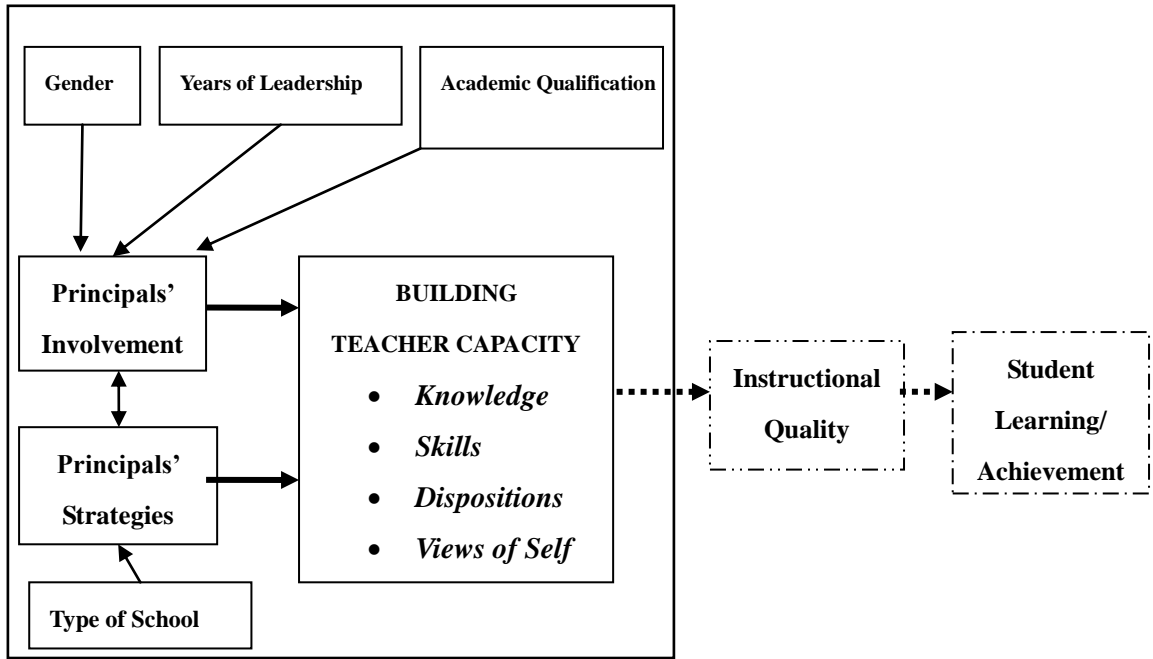 Gender
Years of Leadership
Academic Qualification
Principals’
Involvement
BUILDING
TEACHER CAPACITY
• Knowledge
• Skills
• Dispositions
• Views of Self
Principals’
Strategies
Type of School
Instructional
Quality
Student
Learning/
Achievement